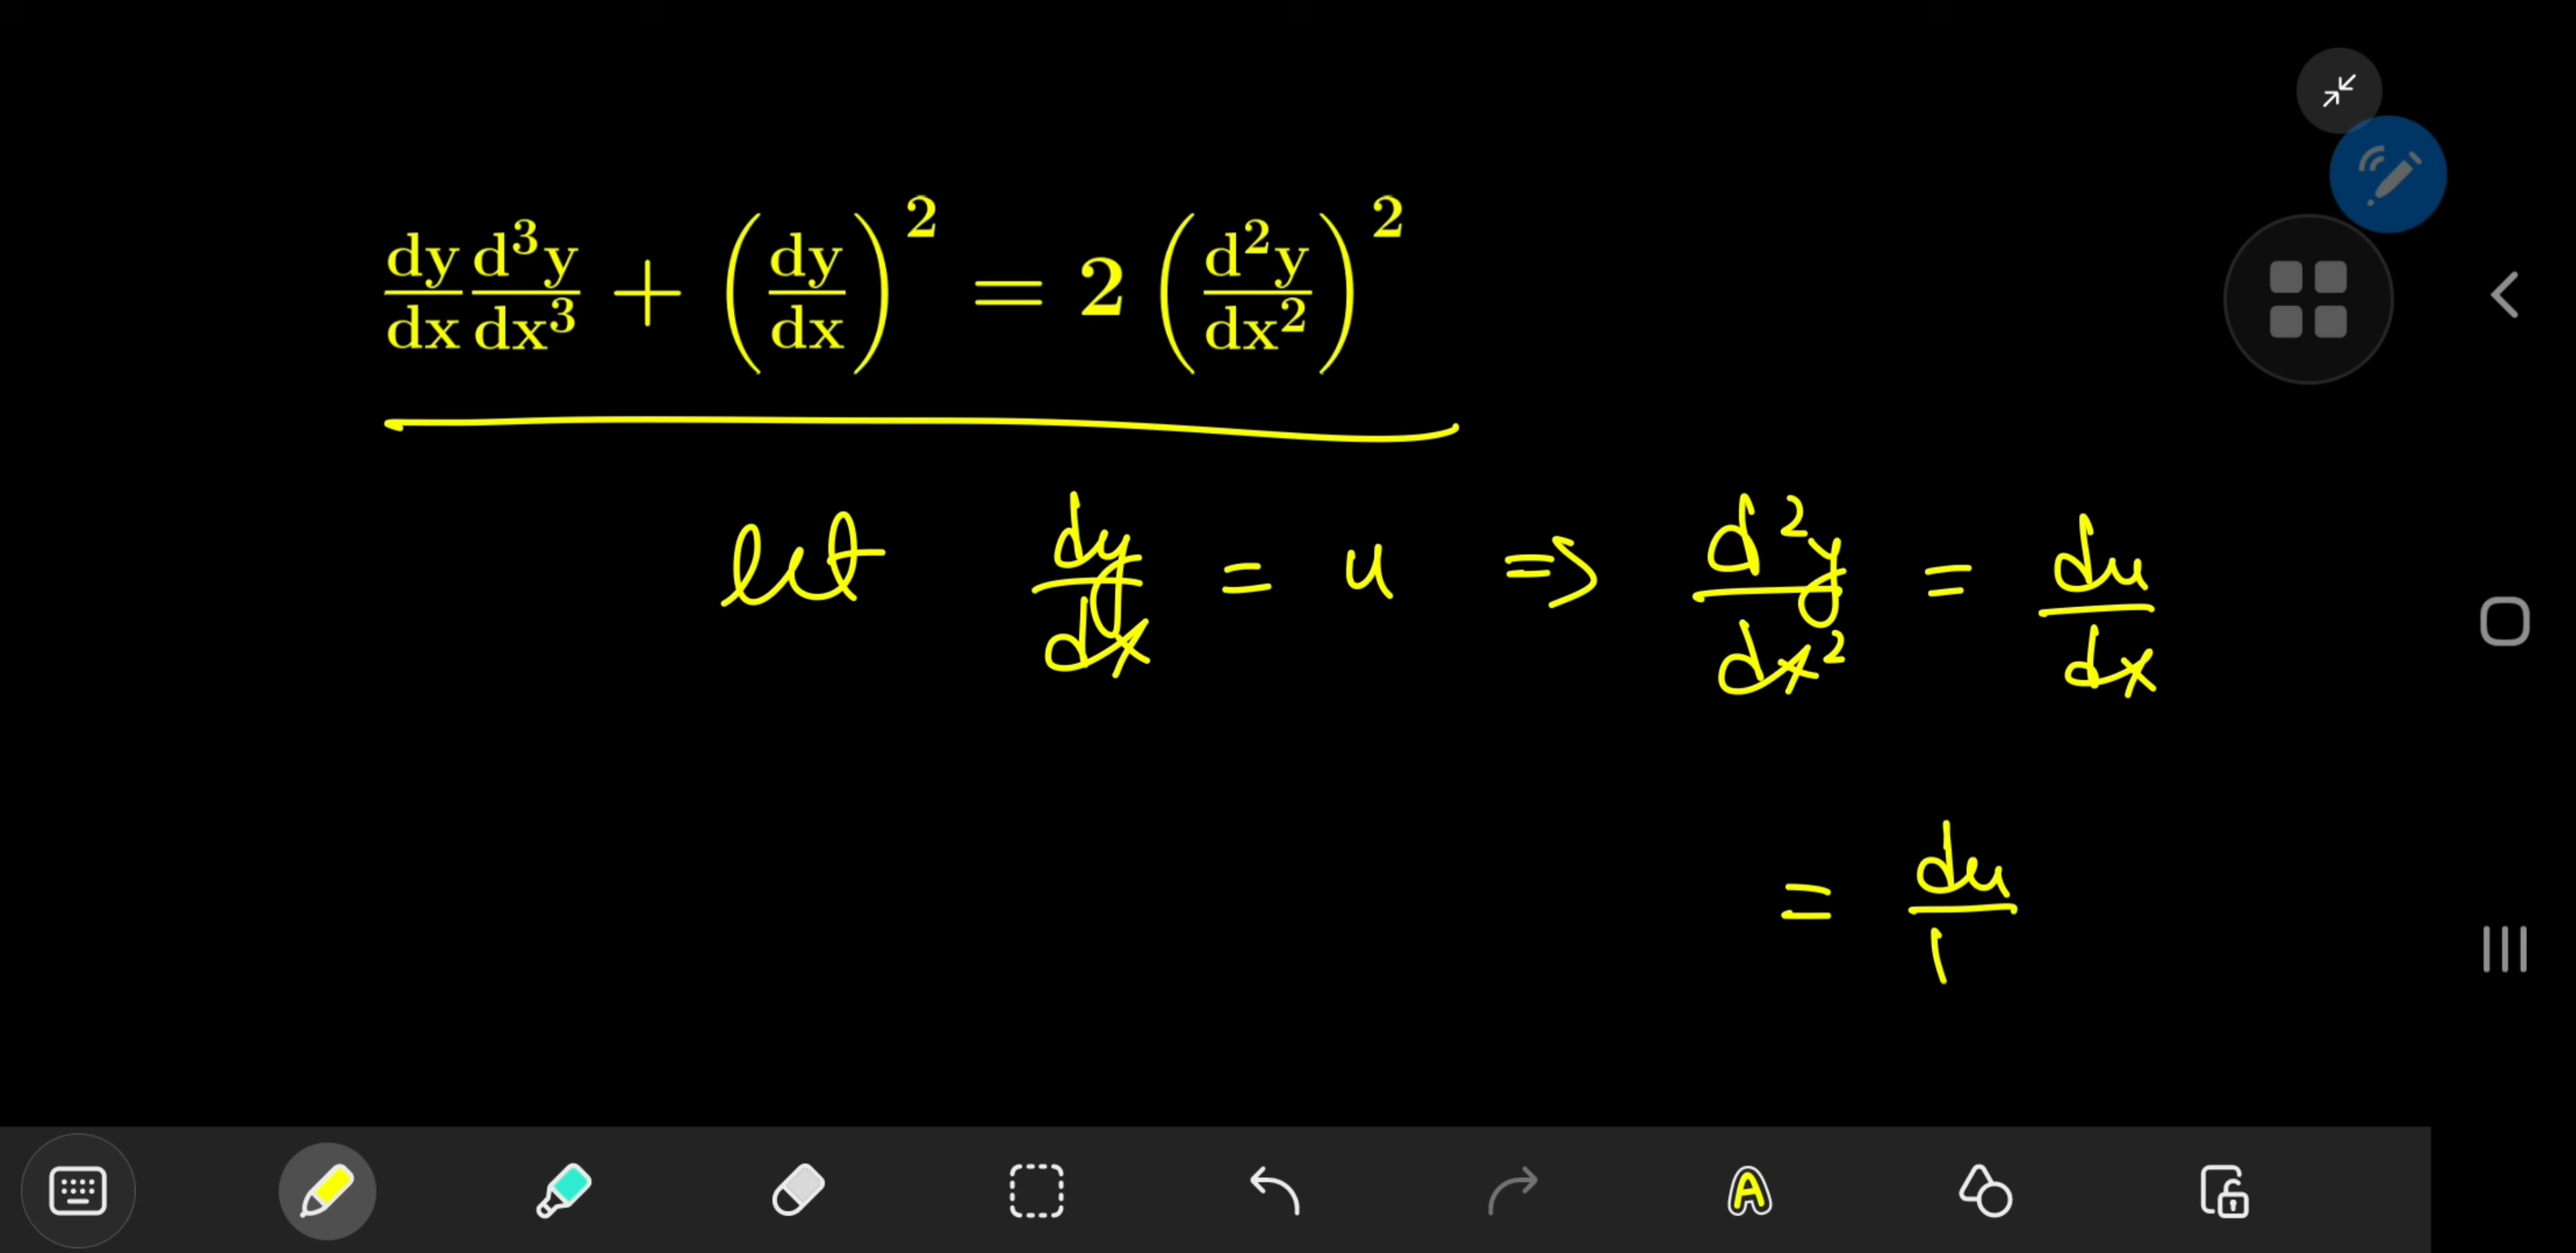 dy/dx d³y/dx³ + (dy/dx)² = 2 (d²y/dx²)²
let dy/dx = u ⇒ d²y/dx² = du/dx
= du/
A